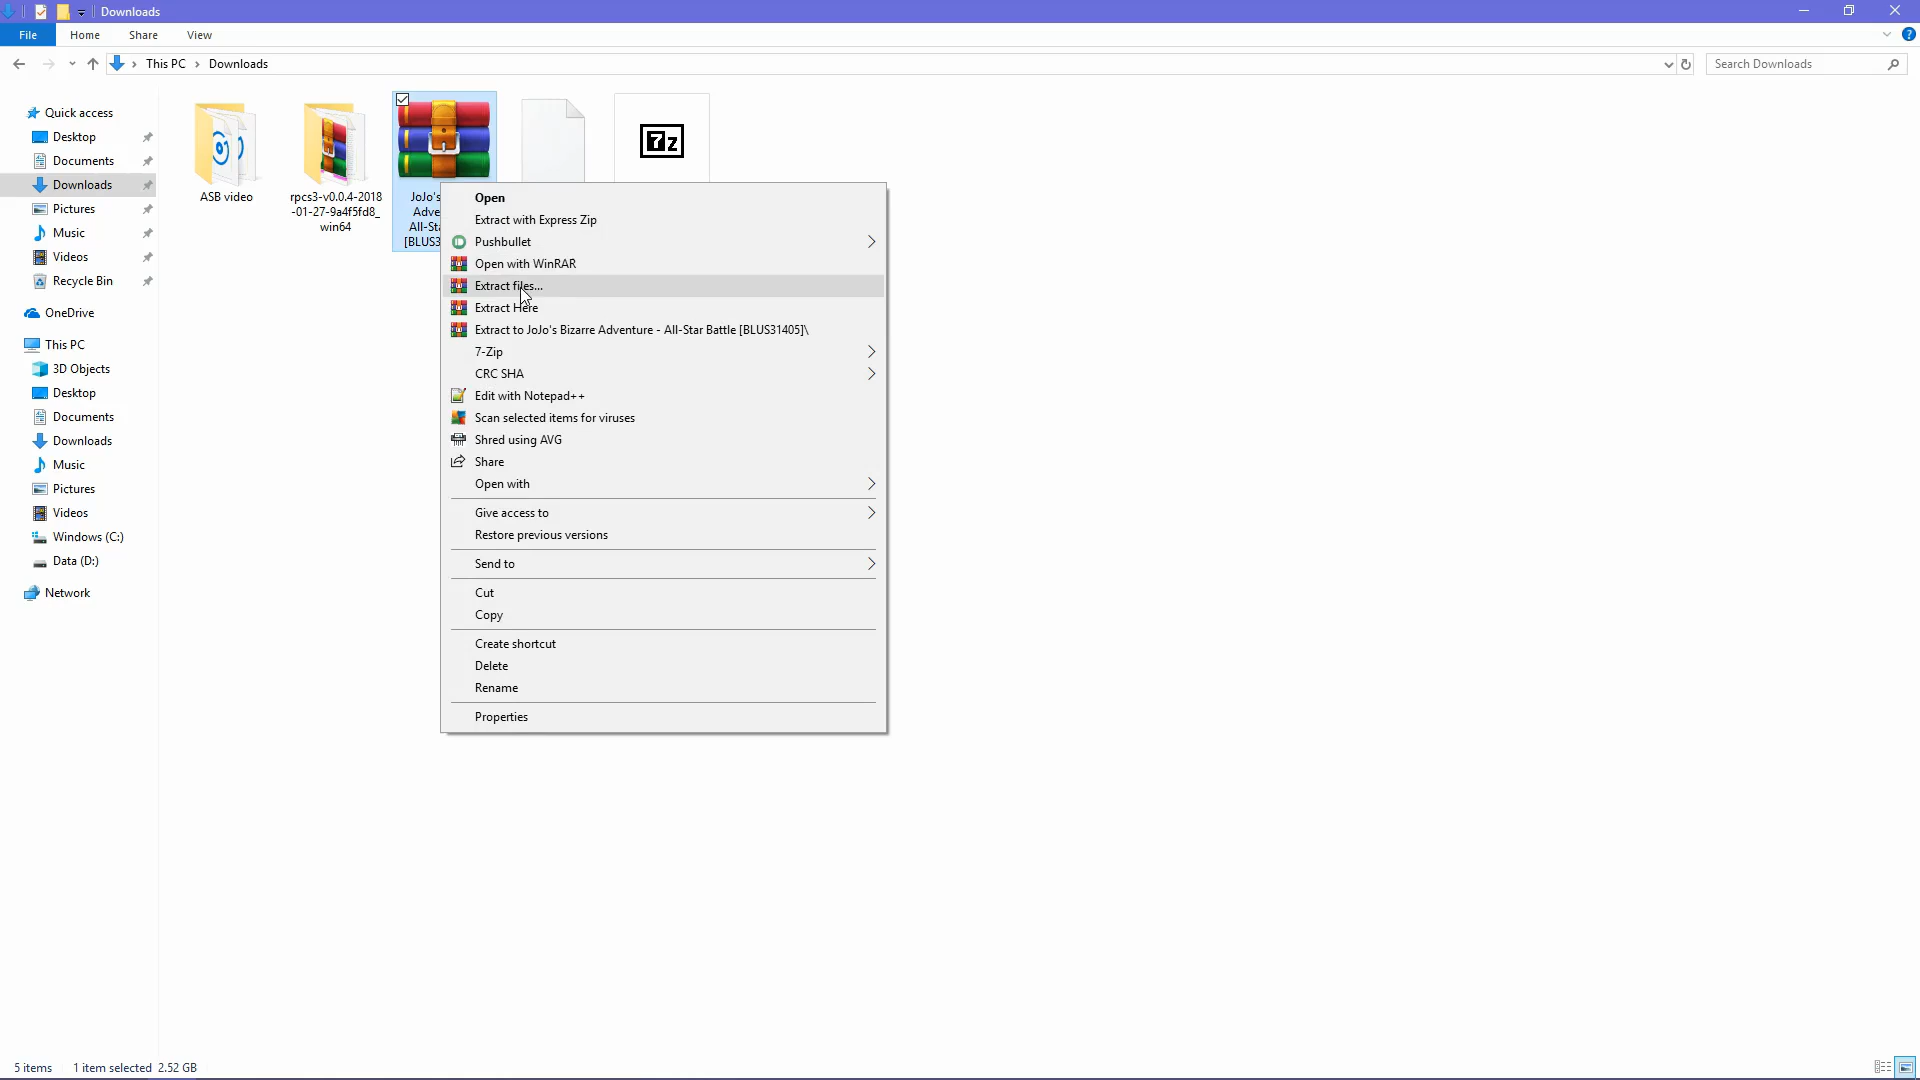 Downloads
File
Home
Share
View
This PC
Downloads
Search Downloads
Quick access
Desktop
Documents
Downloads
Pictures
Music
Videos
Recycle Bin
OneDrive
This PC
3D Objects
Desktop
Documents
Downloads
Music
Pictures
Videos
Windows (C:)
Data (D:)
Network
ASB video
rpcs3-v0.0.4-2018
-01-27-9a4f5fd8_
win64
JoJo's
Adve
All-Sta
[BLUS3
7z
Open
Extract with Express Zip
Pushbullet
Open with WinRAR
Extract files...
Extract Here
Extract to JoJo's Bizarre Adventure - All-Star Battle [BLUS31405]\
7-Zip
CRC SHA
Edit with Notepad++
Scan selected items for viruses
Shred using AVG
Share
Open with
Give access to
Restore previous versions
Send to
Cut
Copy
Create shortcut
Delete
Rename
Properties
5 items
1 item selected 2.52 GB